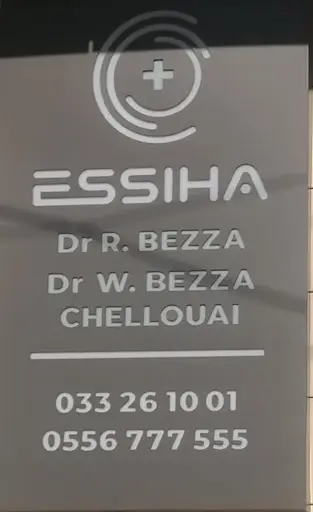 ESSIHA
Dr R. BEZZA
Dr W. BEZZA
CHELLOUAI
033 26 10 01
0556 777 555